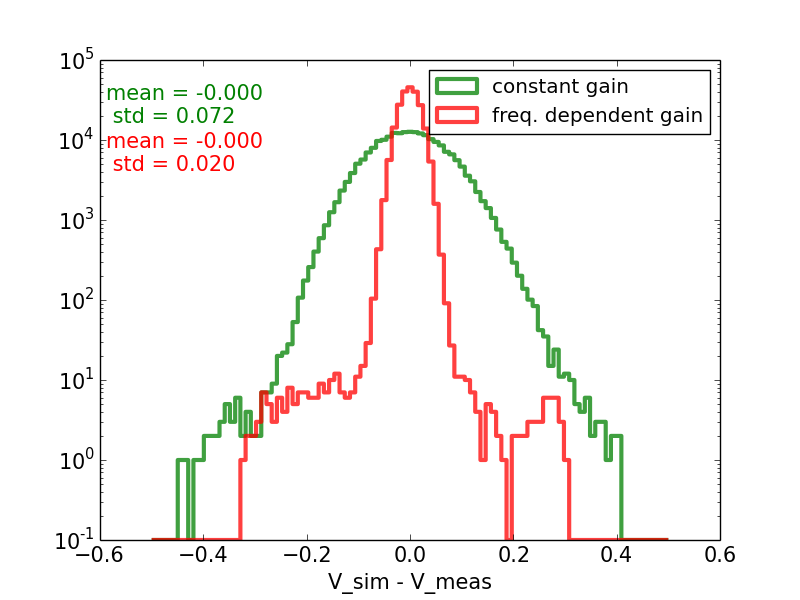 mean = -0.000
std = 0.072
mean = -0.000
std = 0.020
constant gain
freq. dependent gain
10^5
10^4
10^3
10^2
10^1
10^0
10^-1
−0.6 −0.4 −0.2 0.0 0.2 0.4 0.6
V_sim - V_meas